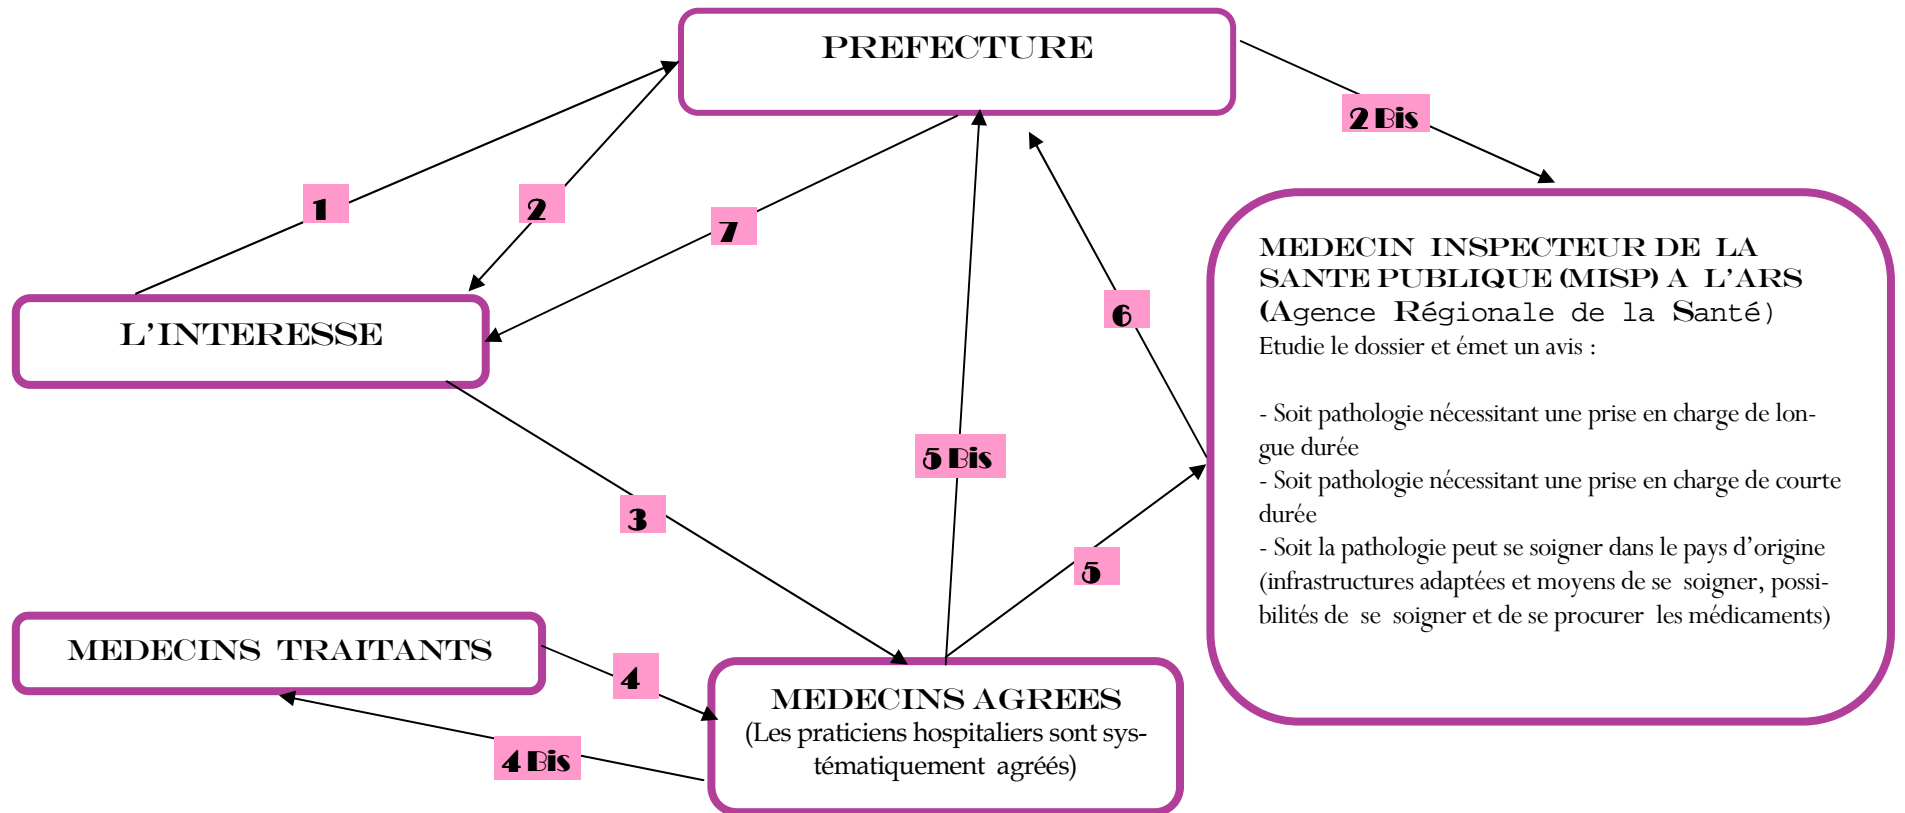 PREFECTURE
2 Bis
1
2
7
MEDECIN INSPECTEUR DE LA
SANTE PUBLIQUE (MISP) A L'ARS
(Agence Régionale de la Santé)
Etudie le dossier et émet un avis :
- Soit pathologie nécessitant une prise en charge de lon-
gue durée
- Soit pathologie nécessitant une prise en charge de courte
durée
- Soit la pathologie peut se soigner dans le pays d'origine
(infrastructures adaptées et moyens de se soigner, possi-
bilités de se soigner et de se procurer les médicaments)
6
L'INTERESSE
5 Bis
3
5
MEDECINS TRAITANTS
4
MEDECINS AGREES
(Les praticiens hospitaliers sont sys-
tématiquement agréés)
4 Bis